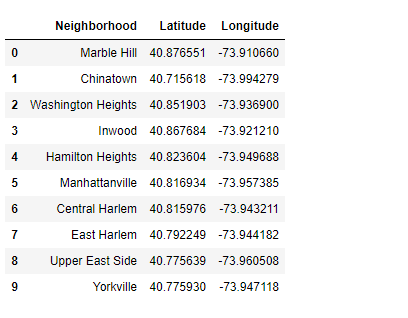 Neighborhood Latitude Longitude
0 Marble Hill 40.876551 -73.910660
1 Chinatown 40.715618 -73.994279
2 Washington Heights 40.851903 -73.936900
3 Inwood 40.867684 -73.921210
4 Hamilton Heights 40.823604 -73.949688
5 Manhattanville 40.816934 -73.957385
6 Central Harlem 40.815976 -73.943211
7 East Harlem 40.792249 -73.944182
8 Upper East Side 40.775639 -73.960508
9 Yorkville 40.775930 -73.947118